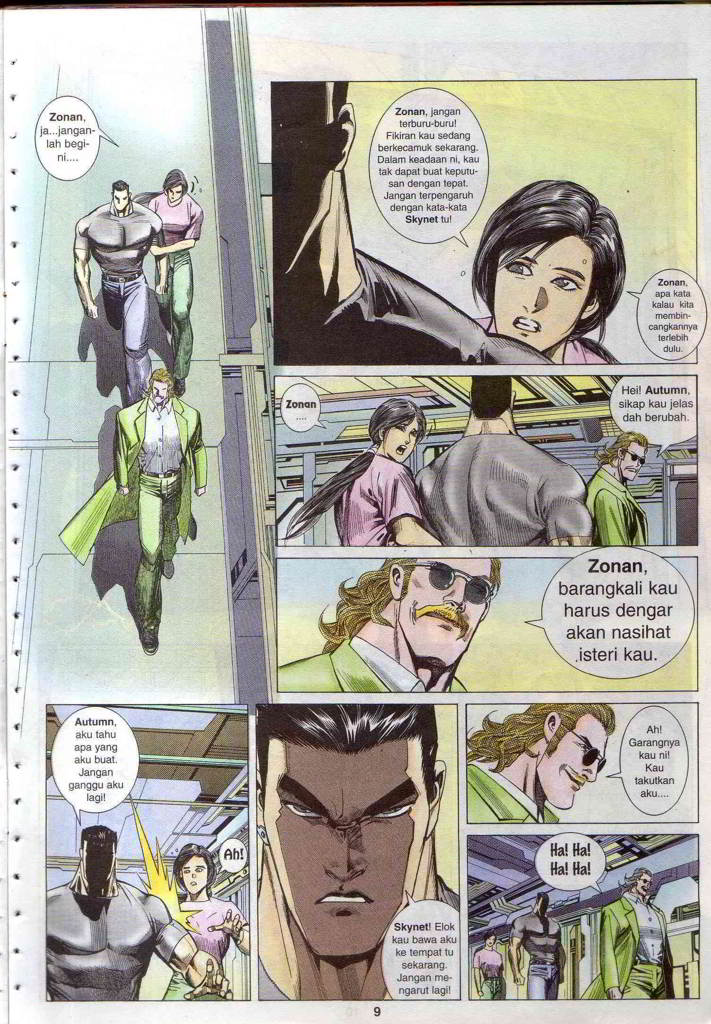 Zonan,
ja...jangan-
lah begi-
ni....
Zonan, jangan
terburu-buru!
Fikiran kau sedang
berkecamuk sekarang.
Dalam keadaan ni, kau
tak dapat buat keputu-
san dengan tepat.
Jangan terpengaruh
dengan kata-kata
Skynet tu!
Zonan,
apa kata
kalau kita
membin-
cangkannya
terlebih
dulu.
Zonan
....
Hei! Autumn,
sikap kau jelas
dah berubah.
Zonan,
barangkali kau
harus dengar
akan nasihat
isteri kau.
Autumn,
aku tahu
apa yang
aku buat.
Jangan
ganggu aku
lagi!
Ah!
Skynet! Elok
kau bawa aku
ke tempat tu
sekarang.
Jangan me-
ngarut lagi!
Ah!
Garangnya
kau ni!
Kau
takutkan
aku....
Ha! Ha!
Ha! Ha!
9